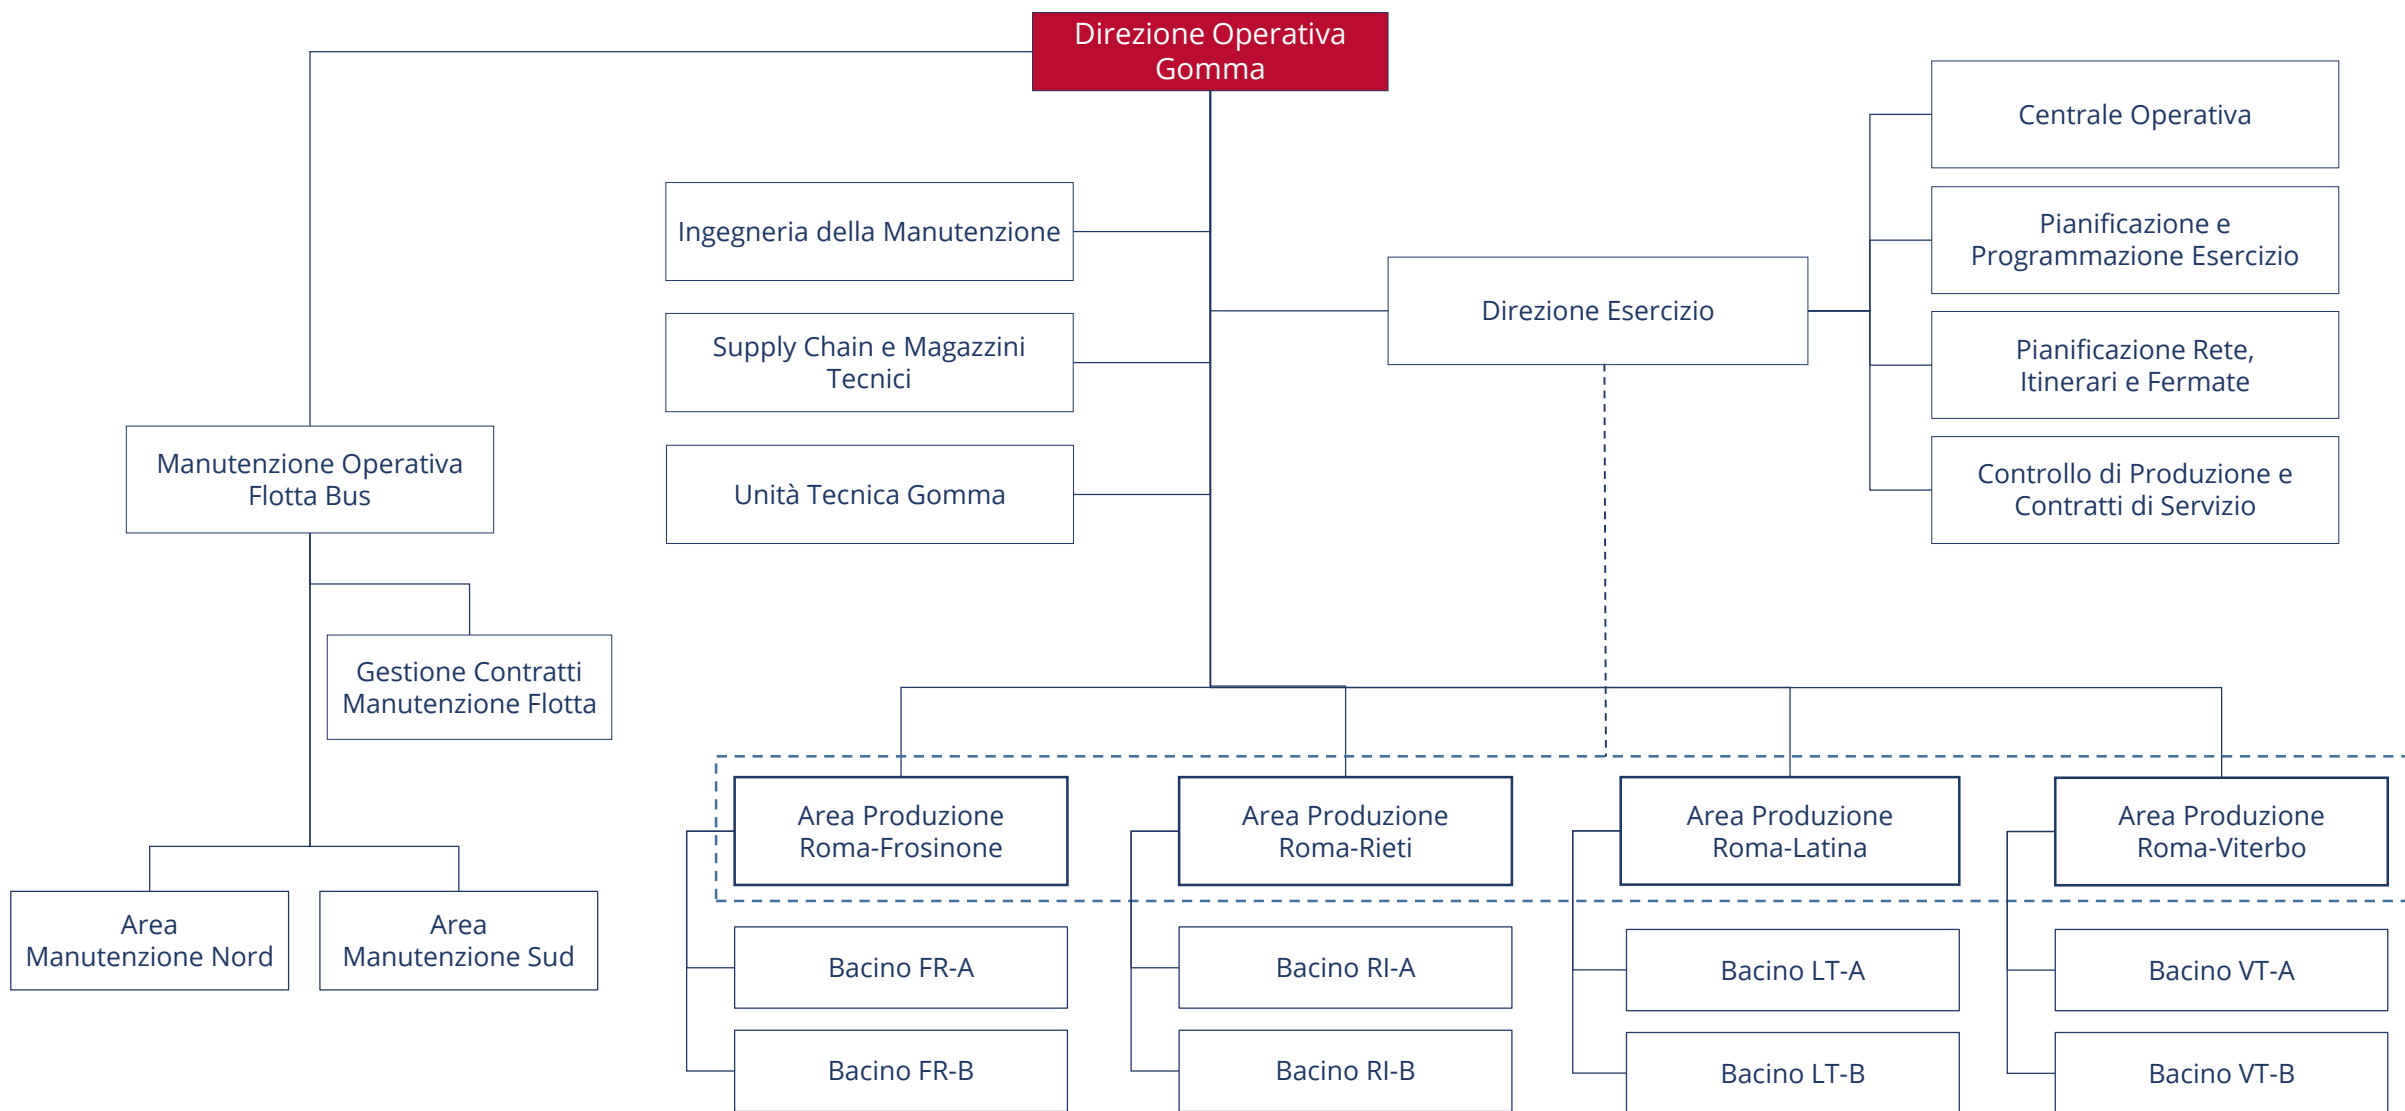 Direzione Operativa
Gomma
Centrale Operativa
Ingegneria della Manutenzione
Pianificazione e
Programmazione Esercizio
Direzione Esercizio
Supply Chain e Magazzini
Tecnici
Pianificazione Rete,
Itinerari e Fermate
Manutenzione Operativa
Flotta Bus
Unità Tecnica Gomma
Controllo di Produzione e
Contratti di Servizio
Gestione Contratti
Manutenzione Flotta
Area Produzione
Roma-Frosinone
Area Produzione
Roma-Rieti
Area Produzione
Roma-Latina
Area Produzione
Roma-Viterbo
Area
Manutenzione Nord
Area
Manutenzione Sud
Bacino FR-A
Bacino RI-A
Bacino LT-A
Bacino VT-A
Bacino FR-B
Bacino RI-B
Bacino LT-B
Bacino VT-B